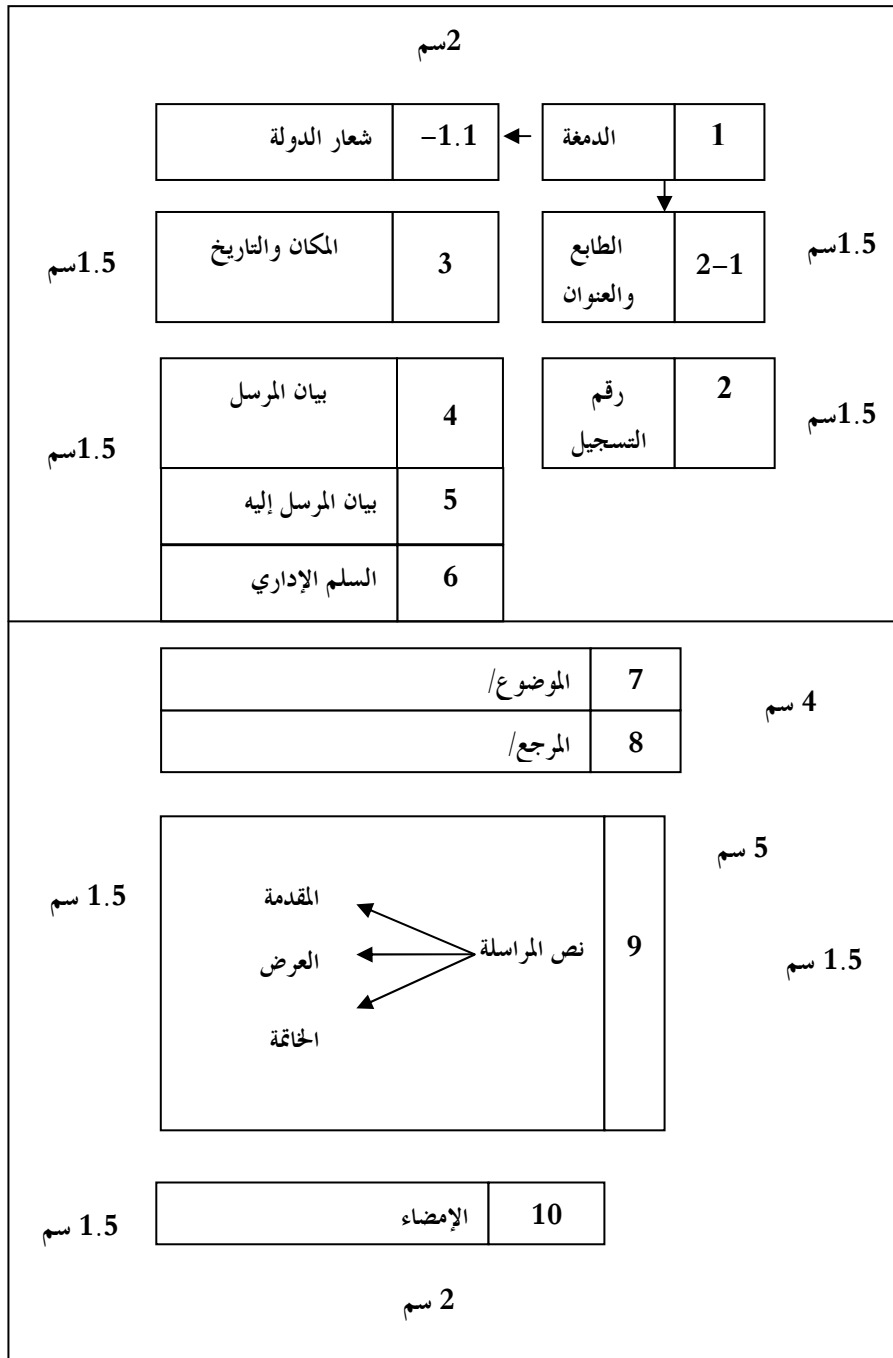 2سم
1 الدمغة 1.1– شعار الدولة
1.5سم 2–1 الطابع 3 المكان والتاريخ 1.5سم
والعنوان
1.5سم 2 رقم 4 بيان المرسل 1.5سم
التسجيل
5 بيان المرسل إليه
6 السلم الإداري
4 سم 7 الموضوع/
8 المرجع/
5 سم
1.5 سم 9 نص المراسلة المقدمة 1.5 سم
العرض
الخاتمة
10 الإمضاء 1.5 سم
2 سم